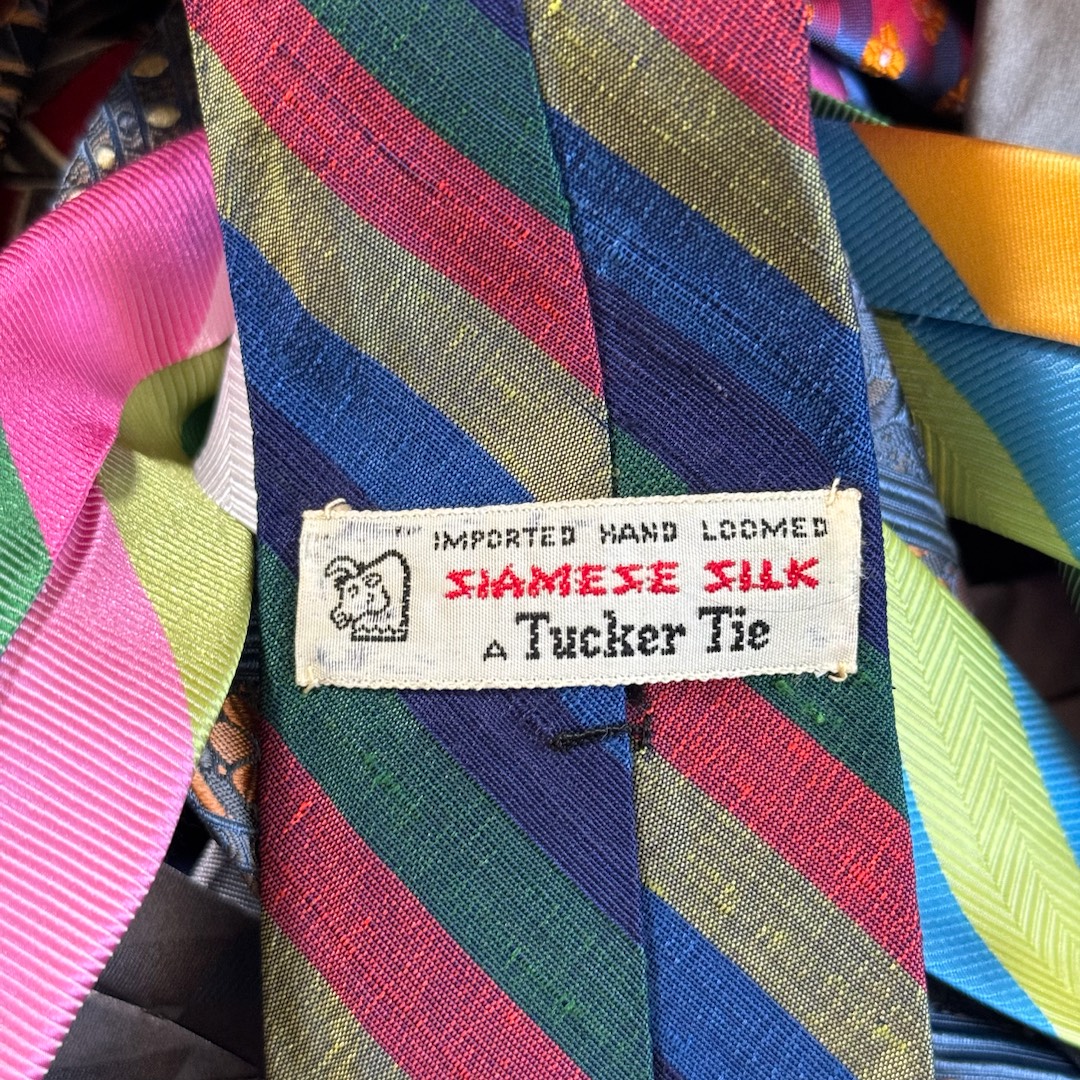 IMPORTED HAND LOOMED
SIAMESE SILK
A Tucker Tie